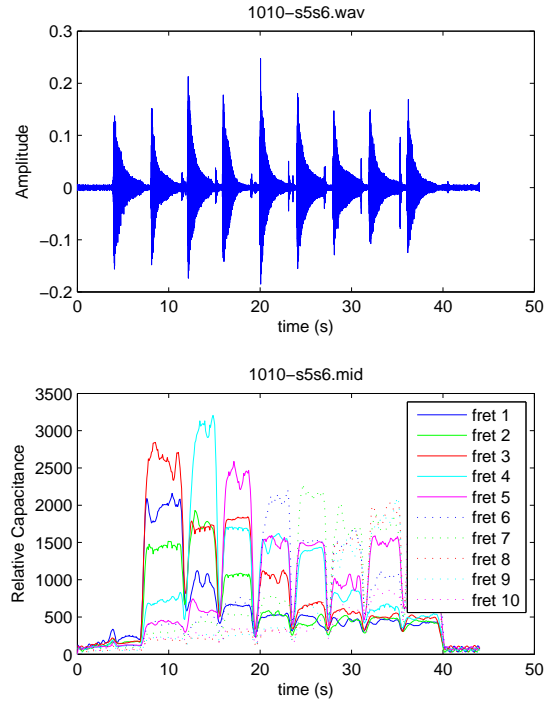 1010−s5s6.wav
0.3
0.2
0.1
0
−0.1
−0.2
Amplitude
0 10 20 30 40 50
time (s)
1010−s5s6.mid
3500
3000
2500
2000
1500
1000
500
0
Relative Capacitance
fret 1
fret 2
fret 3
fret 4
fret 5
fret 6
fret 7
fret 8
fret 9
fret 10
0 10 20 30 40 50
time (s)